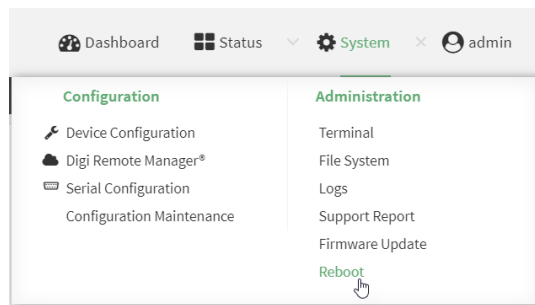 Dashboard Status System admin
Configuration
Device Configuration
Digi Remote Manager®
Serial Configuration
Configuration Maintenance
Administration
Terminal
File System
Logs
Support Report
Firmware Update
Reboot